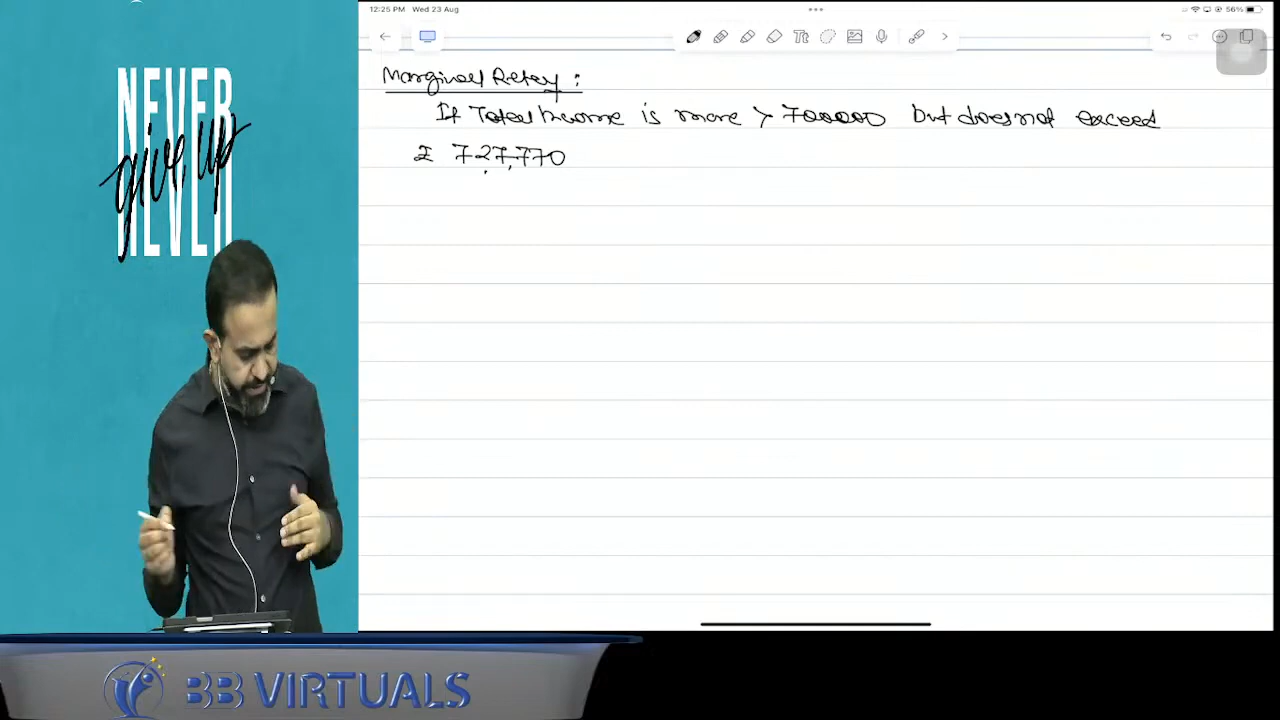 12:25 PM Wed 23 Aug
56%
NEVER
give up
NEVER
Marginal Relief :
If Total Income is more > 700000 but does not exceed
₹ 727,770
BB VIRTUALS